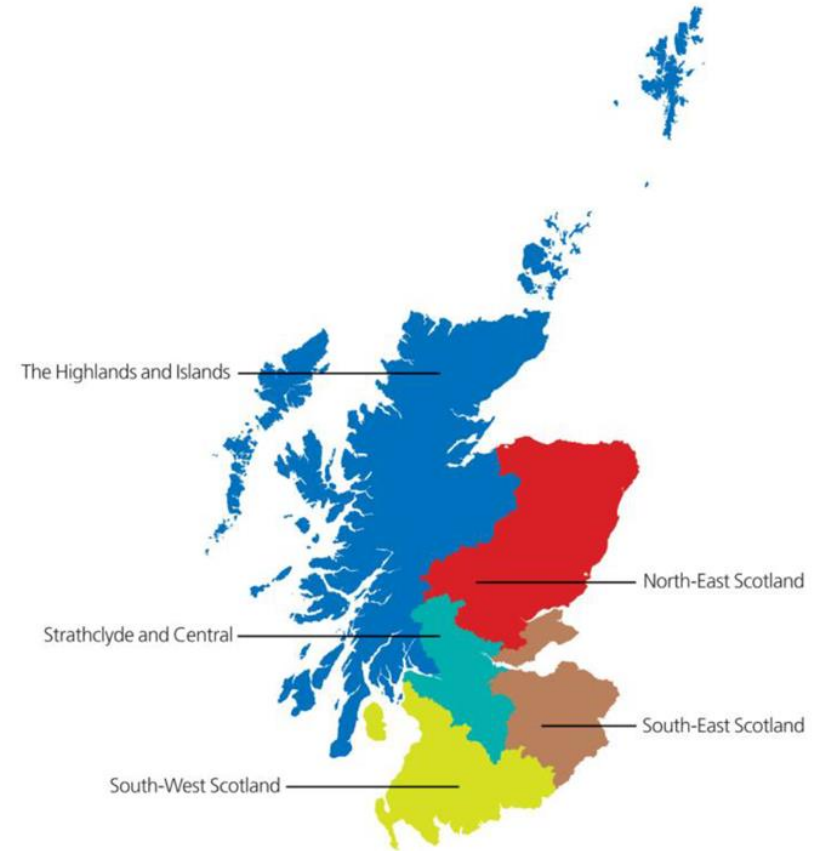 The Highlands and Islands
North-East Scotland
Strathclyde and Central
South-East Scotland
South-West Scotland